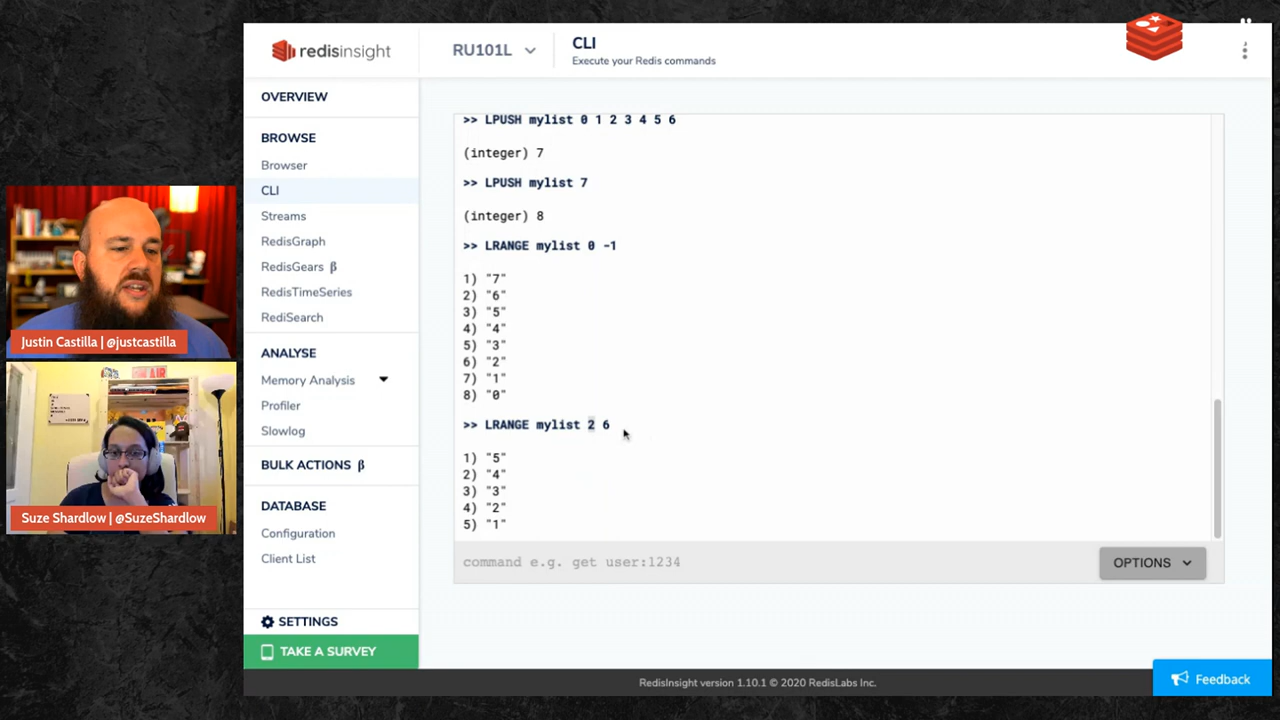 redisinsight
RU101L
CLI
Execute your Redis commands
OVERVIEW
BROWSE
Browser
CLI
Streams
RedisGraph
RedisGears β
RedisTimeSeries
RediSearch
ANALYSE
Memory Analysis
Profiler
Slowlog
BULK ACTIONS β
DATABASE
Configuration
Client List
SETTINGS
TAKE A SURVEY
>> LPUSH mylist 0 1 2 3 4 5 6
(integer) 7
>> LPUSH mylist 7
(integer) 8
>> LRANGE mylist 0 -1
1) "7"
2) "6"
3) "5"
4) "4"
5) "3"
6) "2"
7) "1"
8) "0"
>> LRANGE mylist 2 6
1) "5"
2) "4"
3) "3"
4) "2"
5) "1"
command e.g. get user:1234
OPTIONS
RedisInsight version 1.10.1 © 2020 RedisLabs Inc.
Feedback
Justin Castilla | @justcastilla
ON AIR
Suze Shardlow | @SuzeShardlow